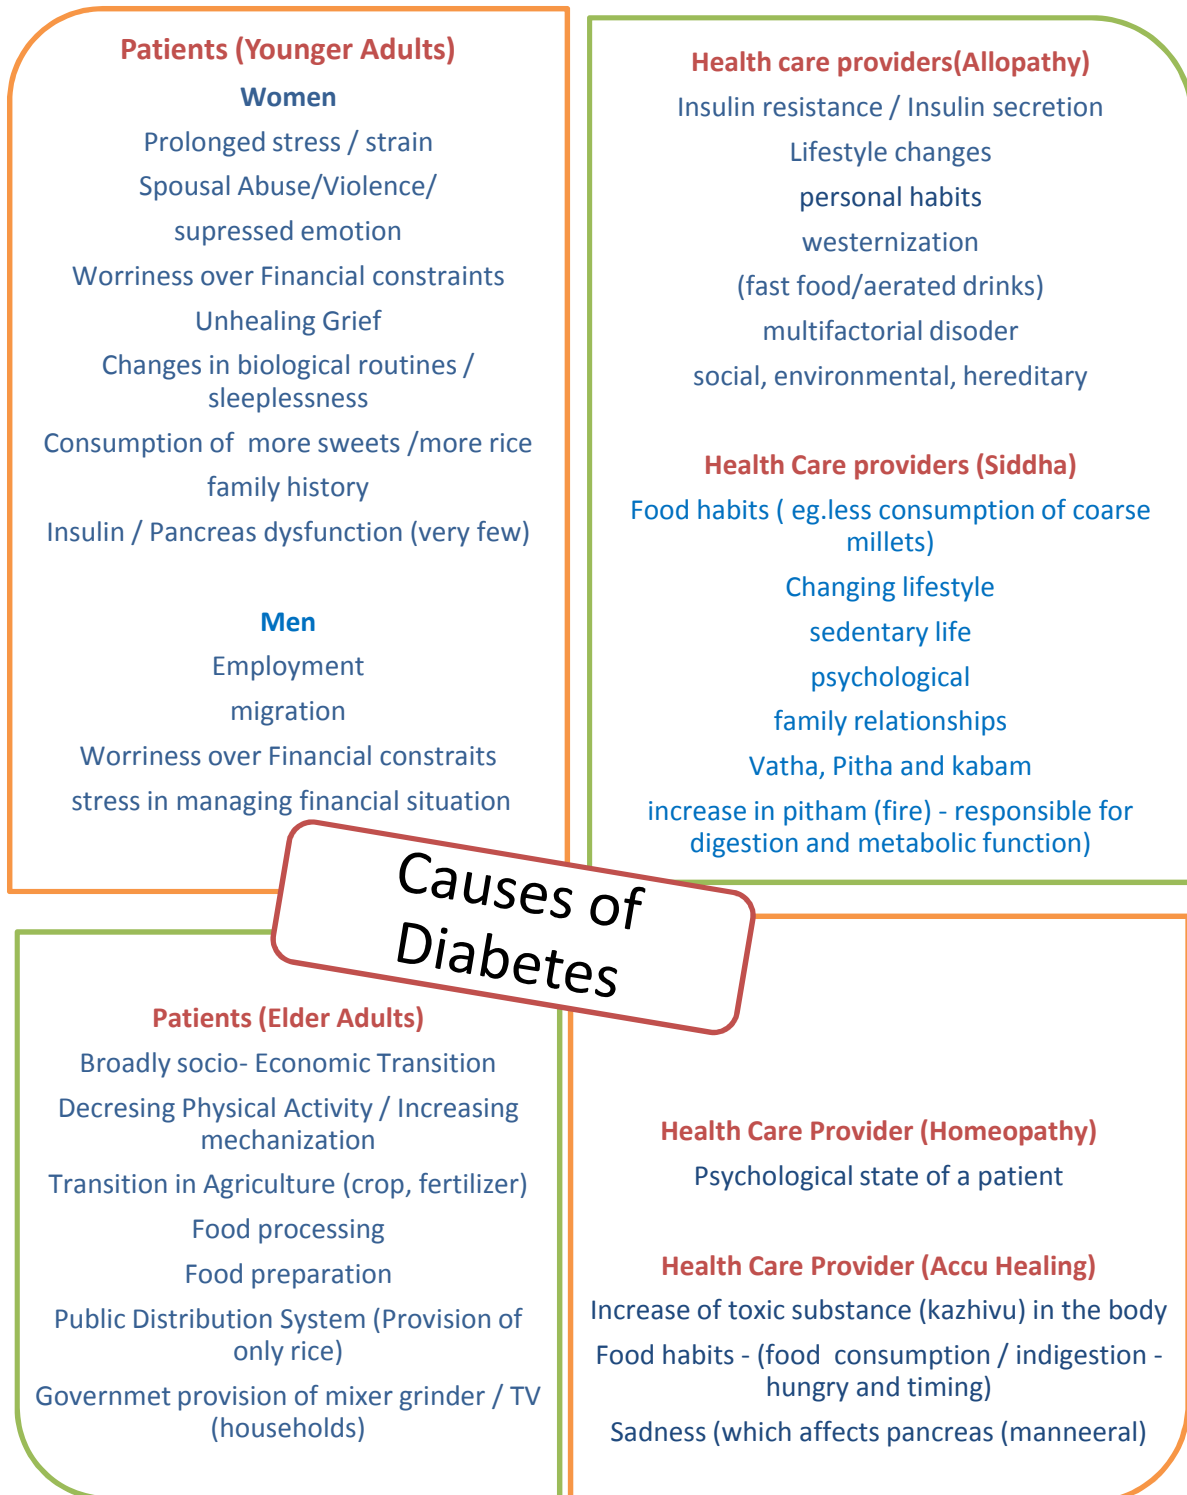 Patients (Younger Adults)
Women
Prolonged stress / strain
Spousal Abuse/Violence/
supressed emotion
Worriness over Financial constraints
Unhealing Grief
Changes in biological routines /
sleeplessness
Consumption of more sweets /more rice
family history
Insulin / Pancreas dysfunction (very few)
Men
Employment
migration
Worriness over Financial constraits
stress in managing financial situation
Health care providers(Allopathy)
Insulin resistance / Insulin secretion
Lifestyle changes
personal habits
westernization
(fast food/aerated drinks)
multifactorial disoder
social, environmental, hereditary
Health Care providers (Siddha)
Food habits ( eg.less consumption of coarse
millets)
Changing lifestyle
sedentary life
psychological
family relationships
Vatha, Pitha and kabam
increase in pitham (fire) - responsible for
digestion and metabolic function)
Causes of
Diabetes
Patients (Elder Adults)
Broadly socio- Economic Transition
Decresing Physical Activity / Increasing
mechanization
Transition in Agriculture (crop, fertilizer)
Food processing
Food preparation
Public Distribution System (Provision of
only rice)
Governmet provision of mixer grinder / TV
(households)
Health Care Provider (Homeopathy)
Psychological state of a patient
Health Care Provider (Accu Healing)
Increase of toxic substance (kazhivu) in the body
Food habits - (food consumption / indigestion -
hungry and timing)
Sadness (which affects pancreas (manneeral)